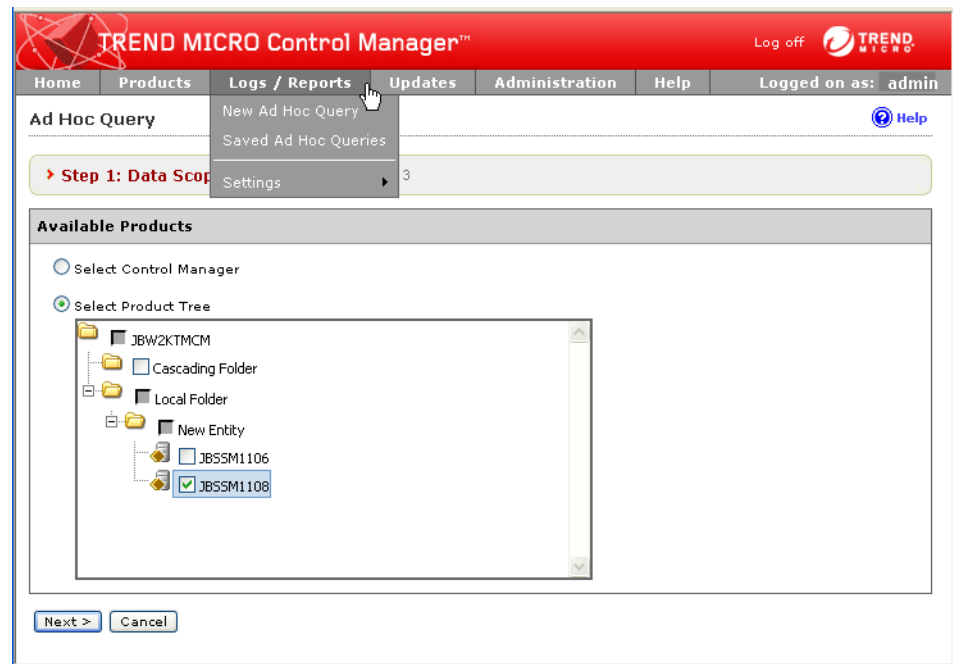 TREND MICRO Control Manager™
Log off
TREND MICRO
Home Products Logs / Reports Updates Administration Help Logged on as: admin
Ad Hoc Query
Help
New Ad Hoc Query
Saved Ad Hoc Queries
Settings
Step 1: Data Scop
3
Available Products
Select Control Manager
Select Product Tree
JBW2KTMCM
Cascading Folder
Local Folder
New Entity
JBSSM1106
JBSSM1108
Next > Cancel